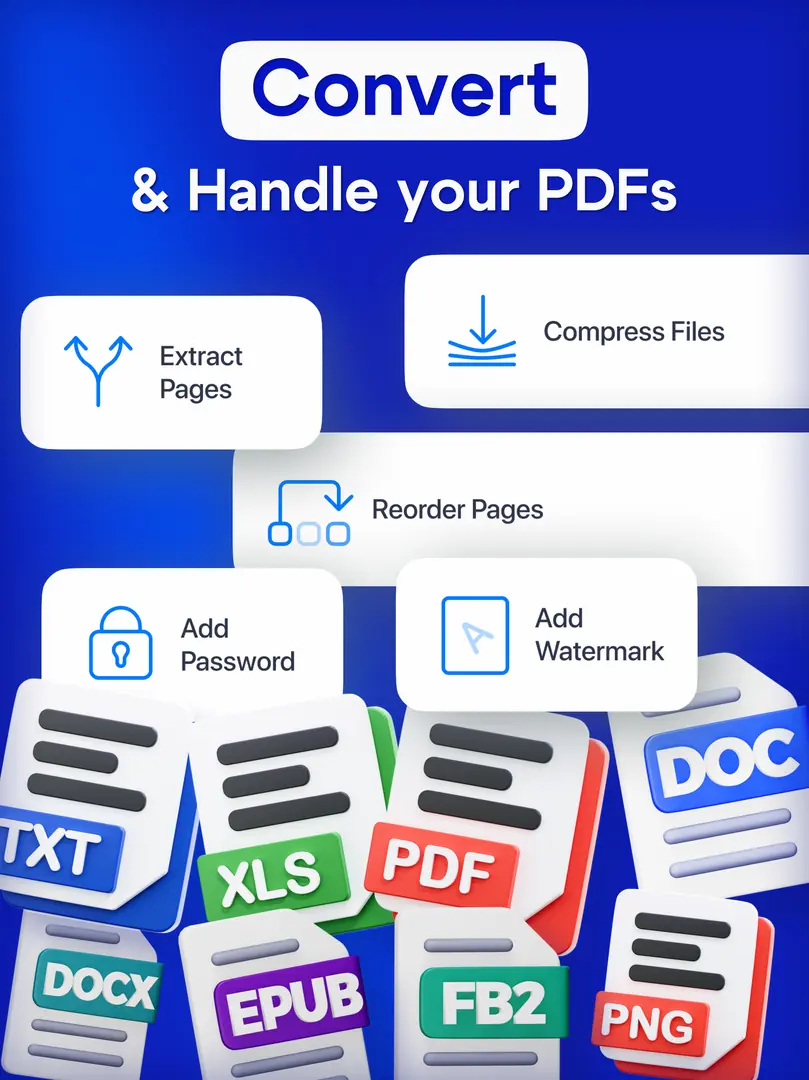 Convert
& Handle your PDFs
Compress Files
Extract
Pages
Reorder Pages
Add
Password
Add
Watermark
A
DOC
TXT
XLS
PDF
DOCX
EPUB
FB2
PNG